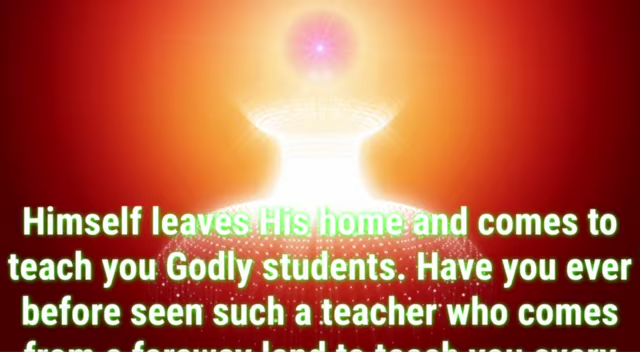 Himself leaves His home and comes to
teach you Godly students. Have you ever
before seen such a teacher who comes
from a faraway land to teach you every